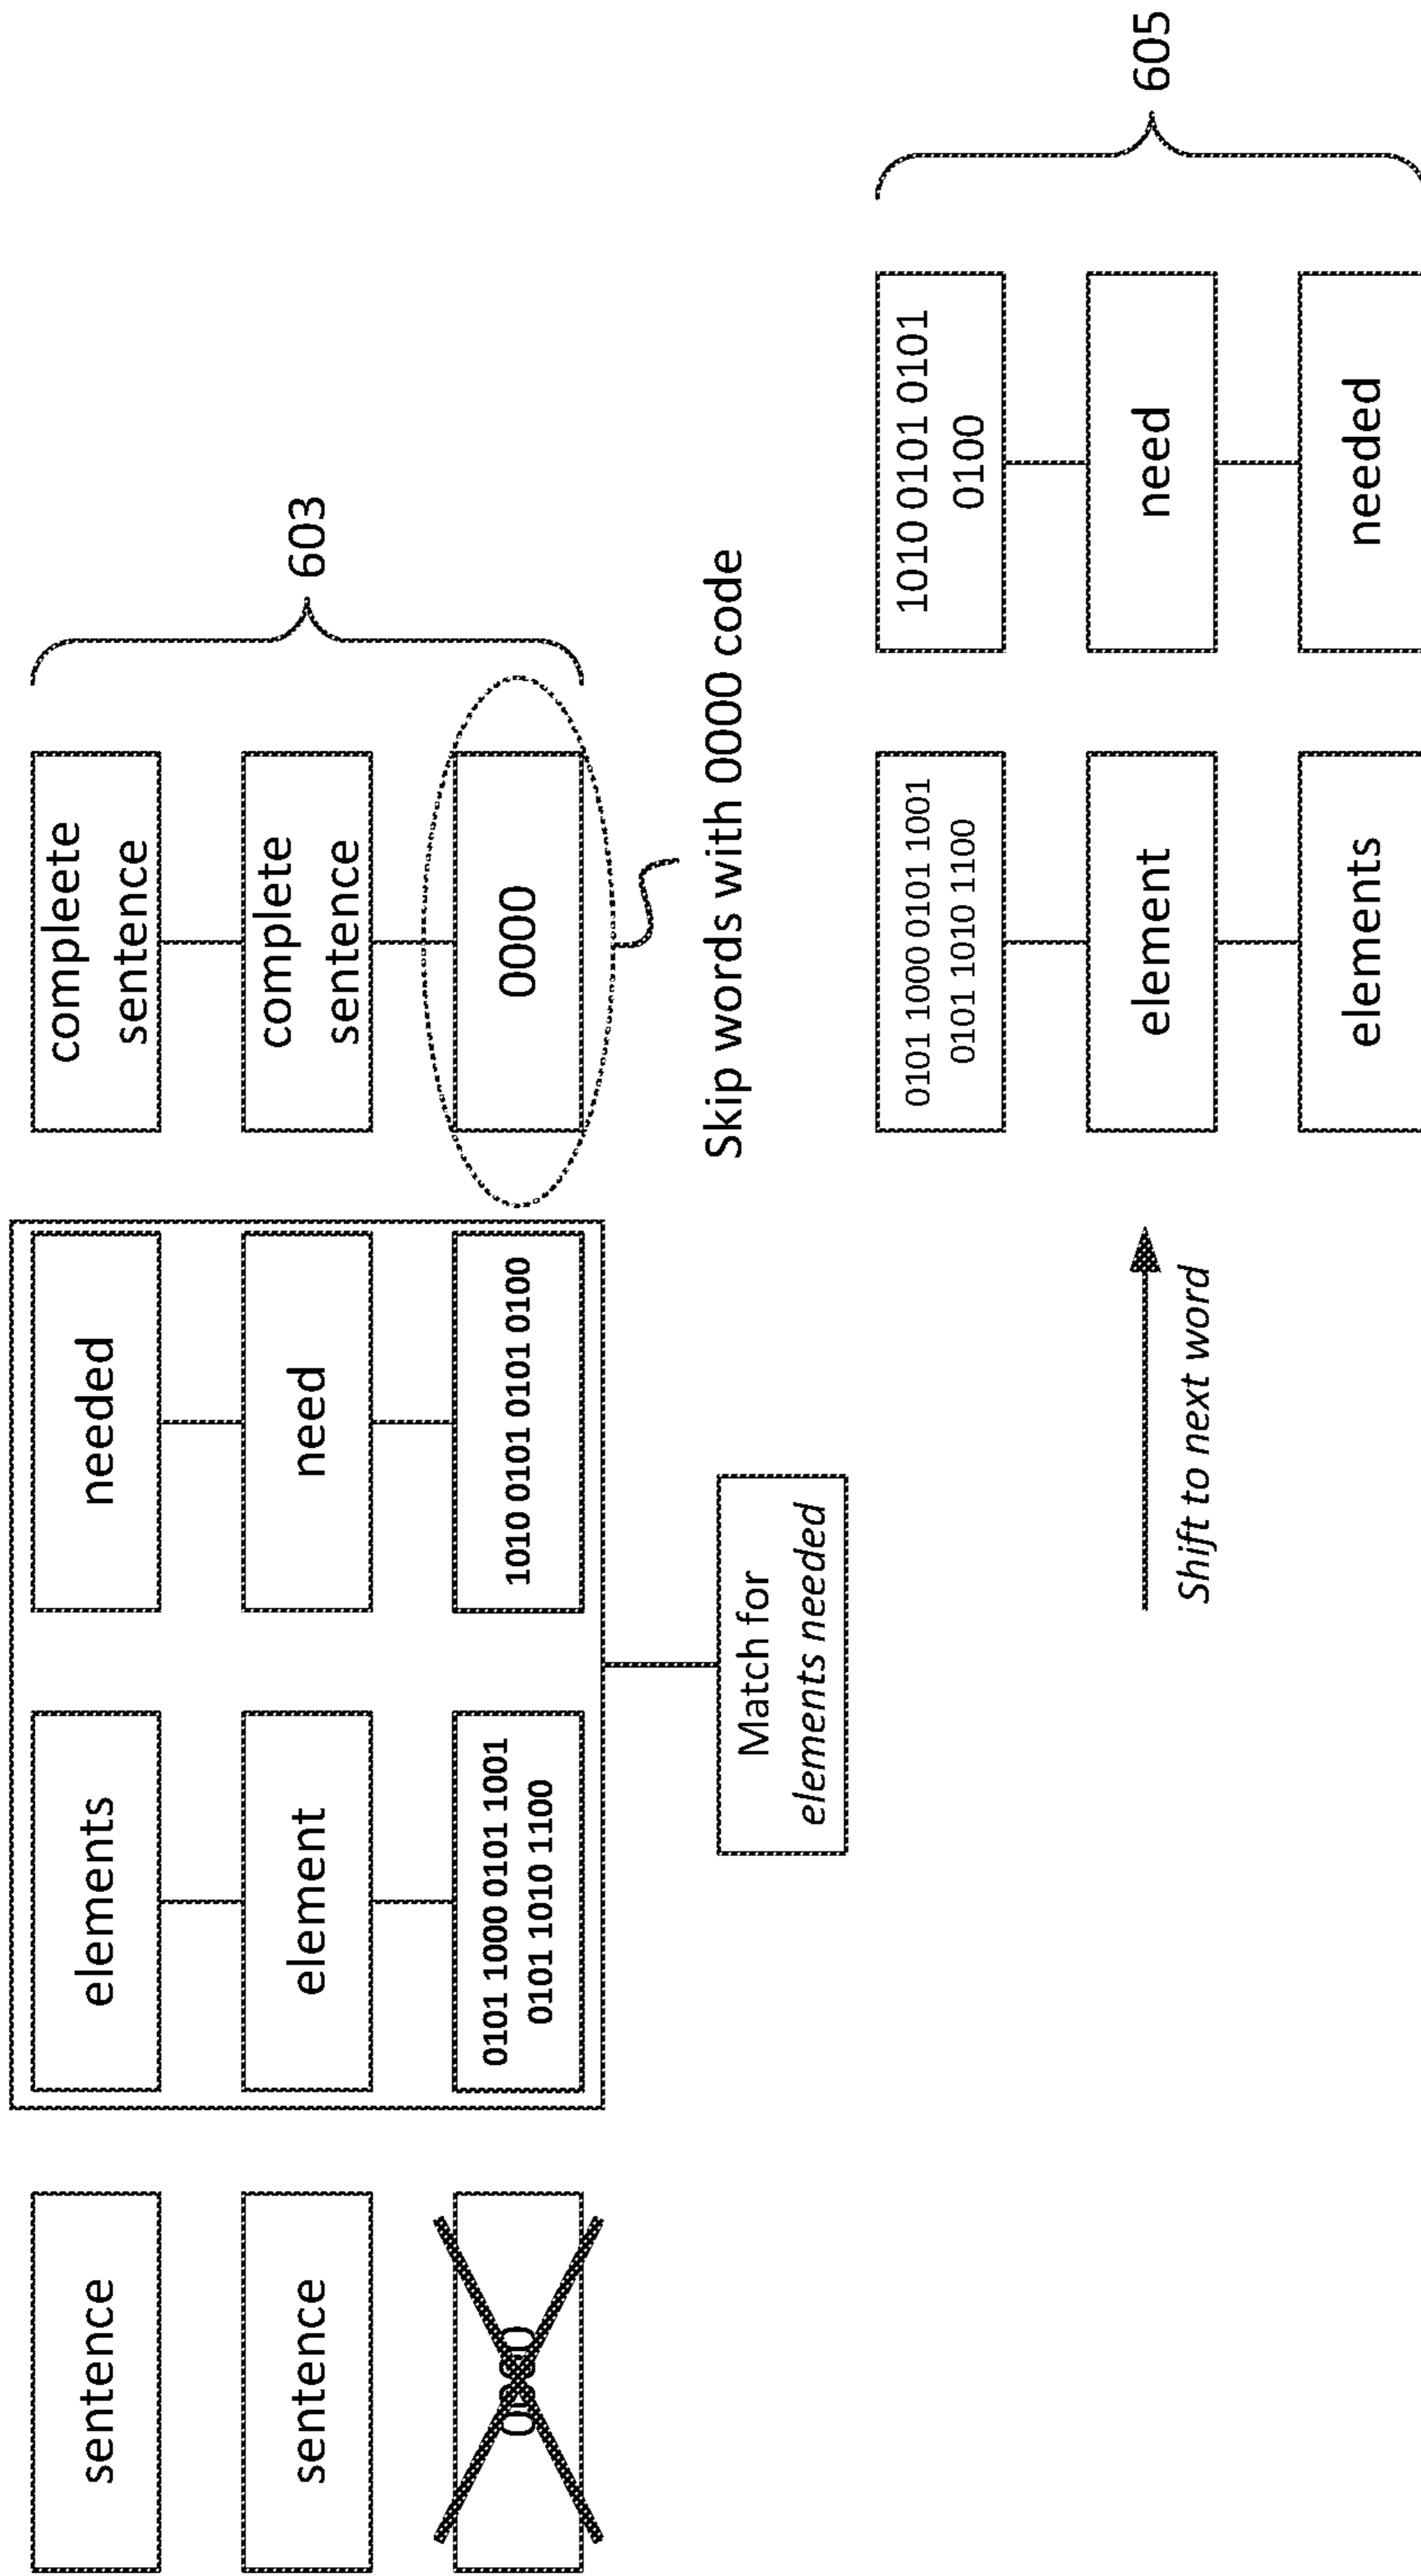 sentence
elements
needed
compleete
sentence
sentence
element
need
complete
sentence
603
0000
0101 1000 0101 1001
0101 1010 1100
1010 0101 0101 0100
0000
Match for
elements needed
Skip words with 0000 code
Shift to next word
0101 1000 0101 1001
0101 1010 1100
1010 0101 0101
0100
element
need
605
elements
needed